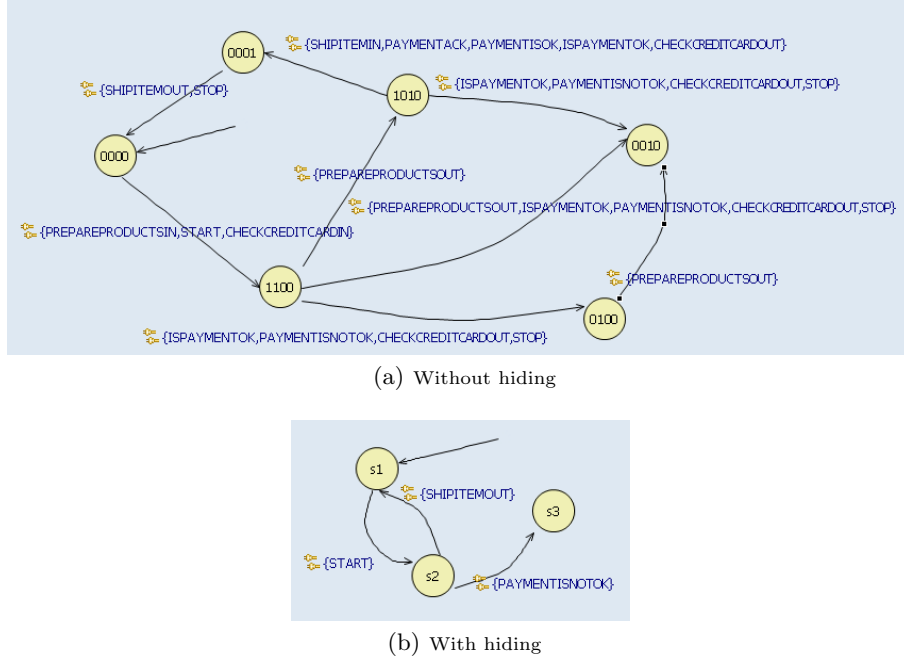 0001
{SHIPITEMIN,PAYMENTACK,PAYMENTISOK,ISPAYMENTOK,CHECKCREDITCARDOUT}
{SHIPITEMOUT,STOP}
1010
{ISPAYMENTOK,PAYMENTISNOTOK,CHECKCREDITCARDOUT,STOP}
0000
0010
{PREPAREPRODUCTSOUT}
{PREPAREPRODUCTSOUT,ISPAYMENTOK,PAYMENTISNOTOK,CHECKCREDITCARDOUT,STOP}
{PREPAREPRODUCTSIN,START,CHECKCREDITCARDIN}
1100
{PREPAREPRODUCTSOUT}
0100
{ISPAYMENTOK,PAYMENTISNOTOK,CHECKCREDITCARDOUT,STOP}
(a) Without hiding
s1
{SHIPITEMOUT}
s3
{START}
s2
{PAYMENTISNOTOK}
(b) With hiding